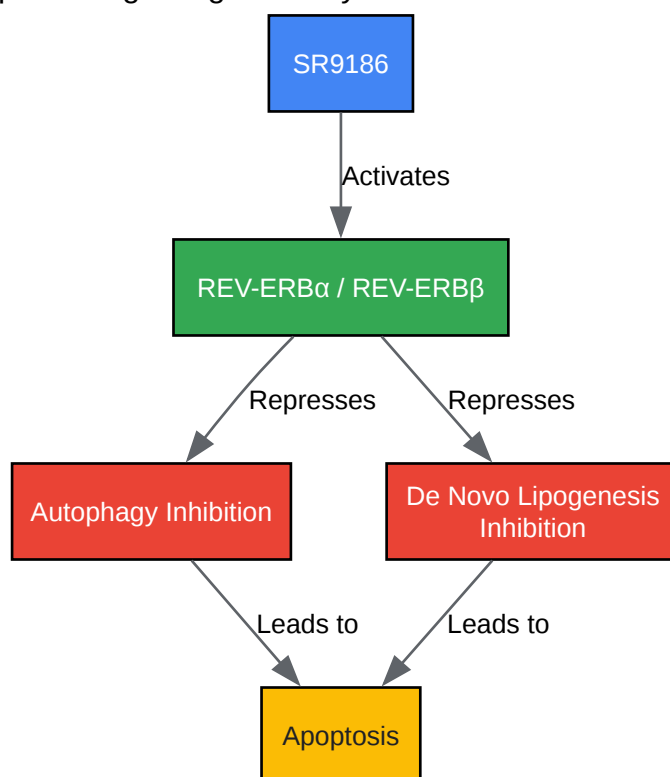 SR9186
Activates
REV-ERBα / REV-ERBβ
Represses
Represses
Autophagy Inhibition
De Novo Lipogenesis
Inhibition
Leads to
Leads to
Apoptosis